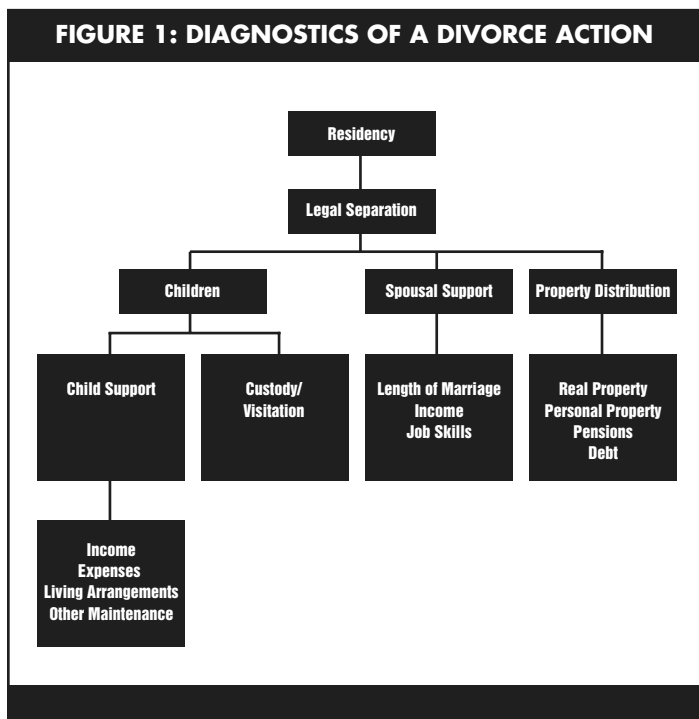 FIGURE 1: DIAGNOSTICS OF A DIVORCE ACTION
Residency
Legal Separation
Children
Spousal Support
Property Distribution
Child Support
Custody/
Visitation
Length of Marriage
Income
Job Skills
Real Property
Personal Property
Pensions
Debt
Income
Expenses
Living Arrangements
Other Maintenance